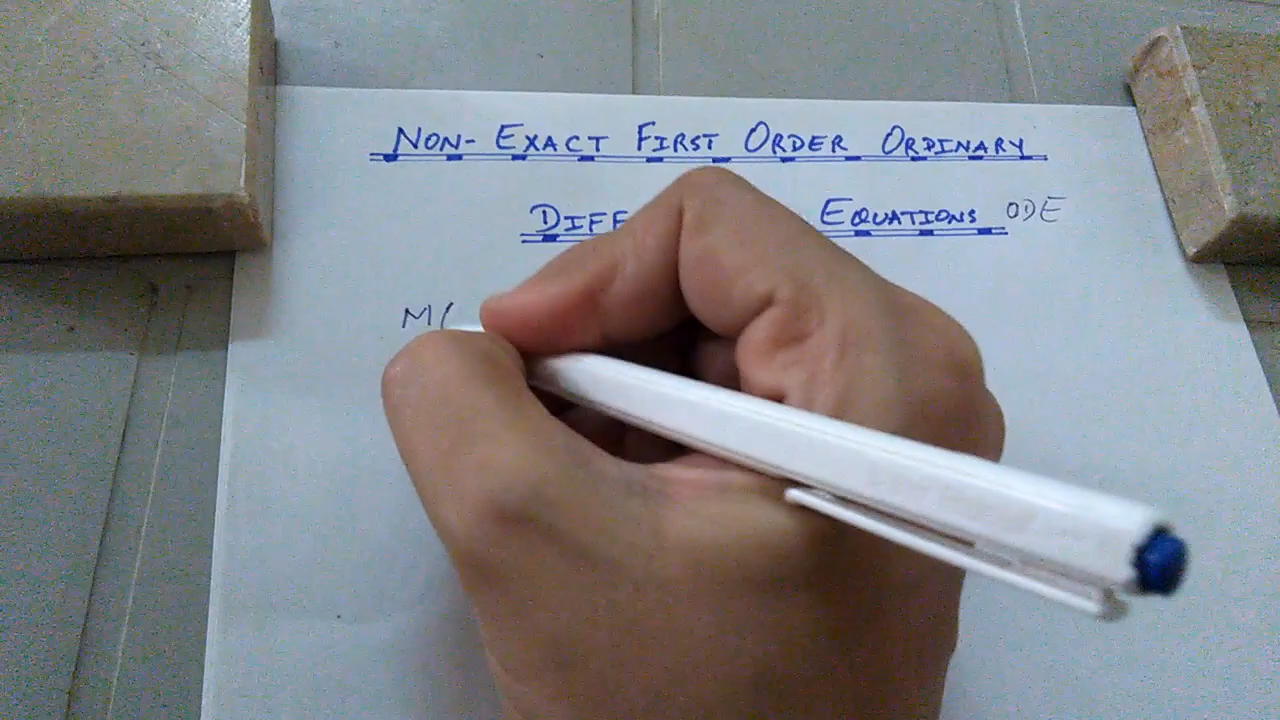 NON-EXACT FIRST ORDER ORDINARY
DIFF EQUATIONS ODE
M(